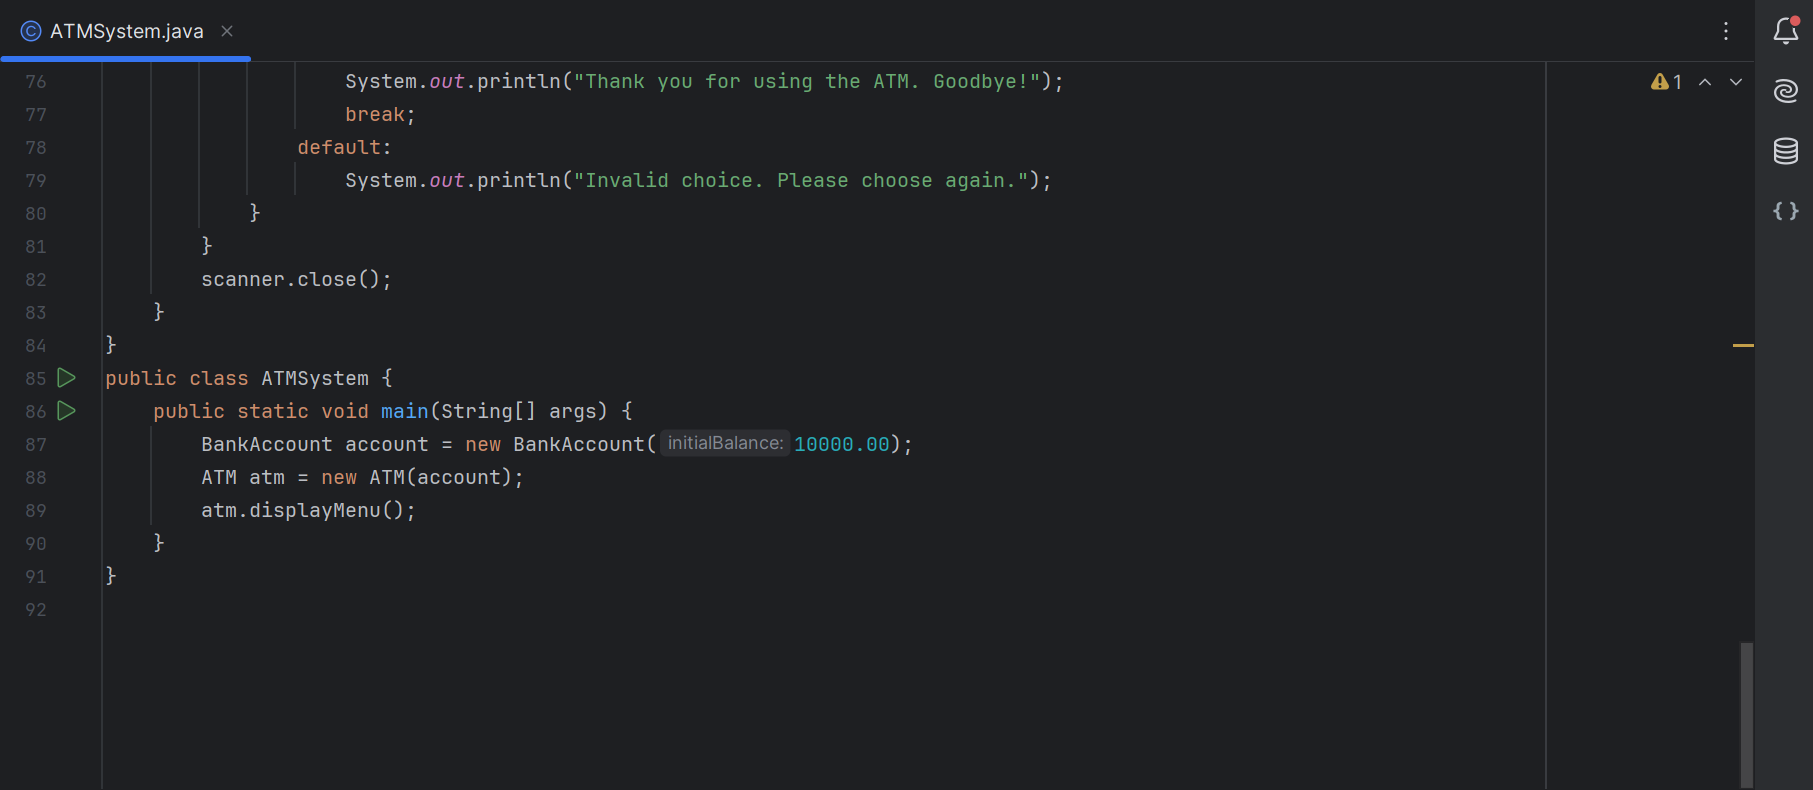 ATMSystem.java
76 System.out.println("Thank you for using the ATM. Goodbye!");
1
77 break;
78 default:
79 System.out.println("Invalid choice. Please choose again.");
80 }
81 }
82 scanner.close();
83 }
84 }
85 public class ATMSystem {
86 public static void main(String[] args) {
87 BankAccount account = new BankAccount( initialBalance: 10000.00);
88 ATM atm = new ATM(account);
89 atm.displayMenu();
90 }
91 }
92